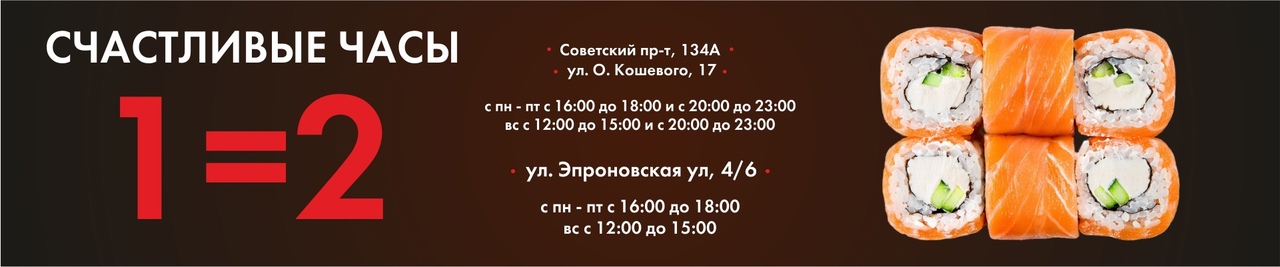 СЧАСТЛИВЫЕ ЧАСЫ
1=2
• Советский пр-т, 134А •
• ул. О. Кошевого, 17 •
с пн - пт с 16:00 до 18:00 и с 20:00 до 23:00
вс с 12:00 до 15:00 и с 20:00 до 23:00
• ул. Эпроновская ул, 4/6 •
с пн - пт с 16:00 до 18:00
вс с 12:00 до 15:00